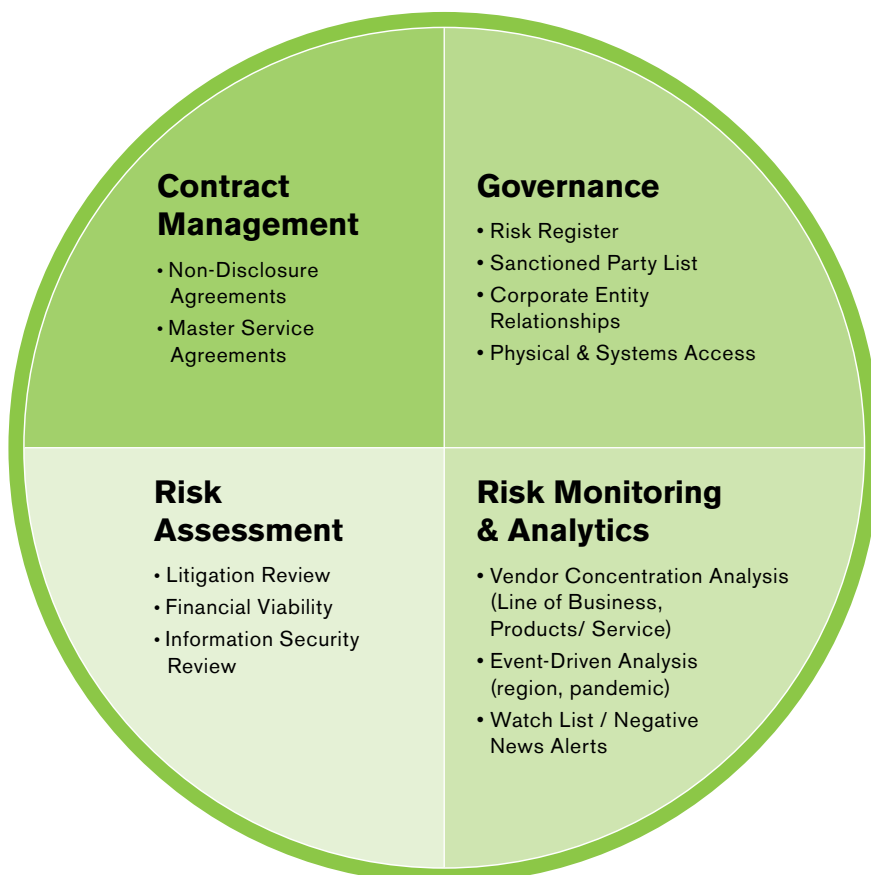 Contract
Management
• Non-Disclosure
Agreements
• Master Service
Agreements
Governance
• Risk Register
• Sanctioned Party List
• Corporate Entity
Relationships
• Physical & Systems Access
Risk
Assessment
• Litigation Review
• Financial Viability
• Information Security
Review
Risk Monitoring
& Analytics
• Vendor Concentration Analysis
(Line of Business,
Products/ Service)
• Event-Driven Analysis
(region, pandemic)
• Watch List / Negative
News Alerts